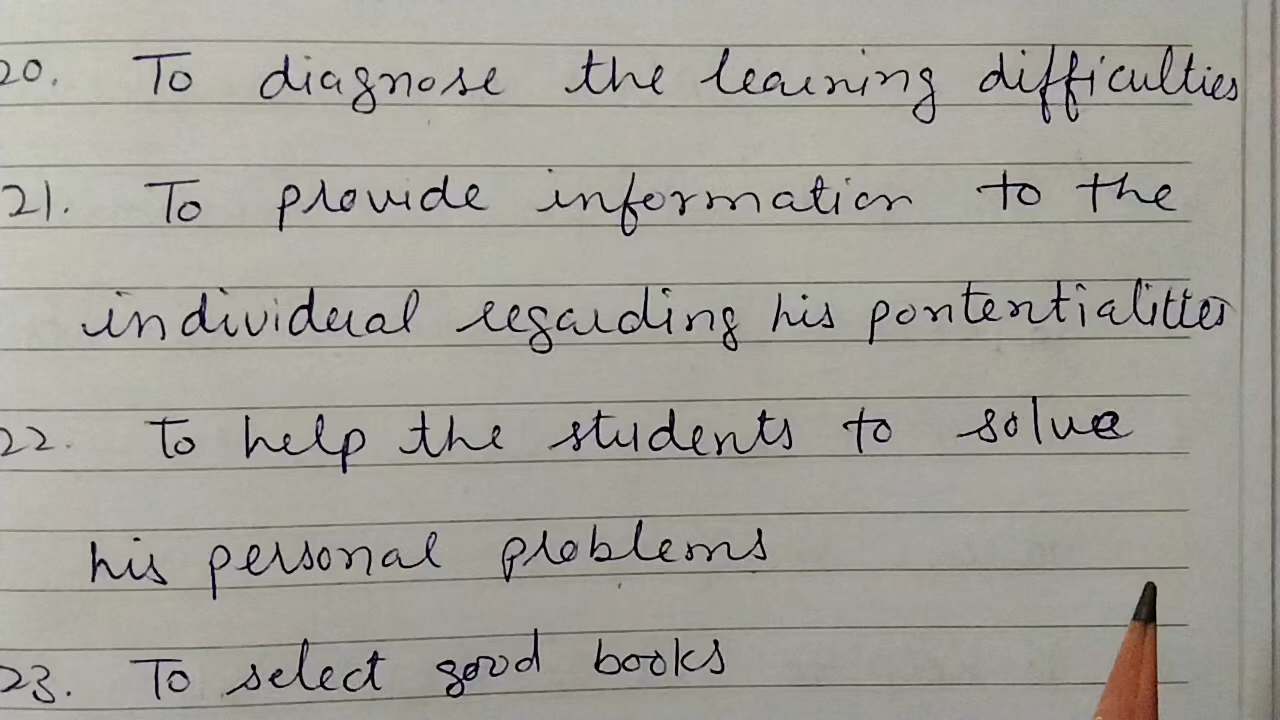 20. To diagnose the learning difficulties
21. To provide information to the
individual regarding his pontentialitties
22. To help the students to solve
his personal problems
23. To select good books